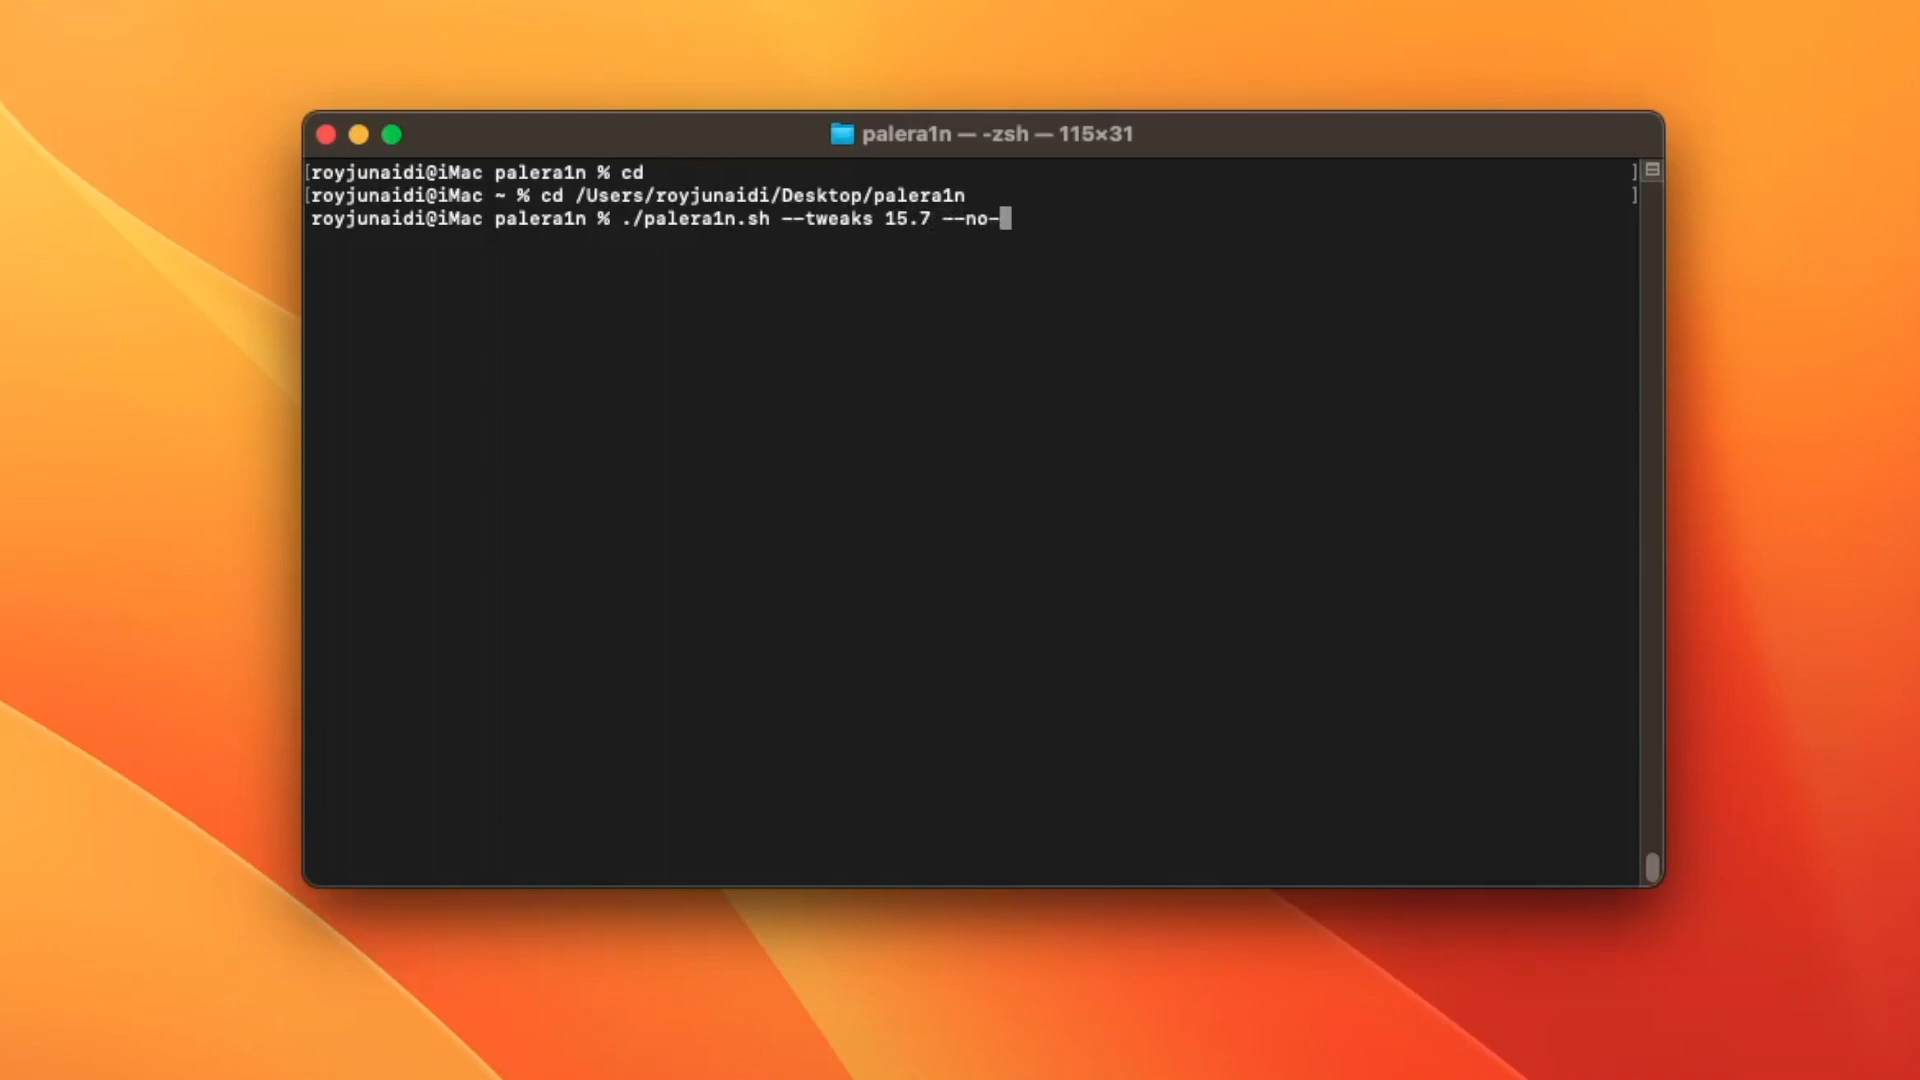 palera1n — -zsh — 115×31
[royjunaidi@iMac palera1n % cd ]
[royjunaidi@iMac ~ % cd /Users/royjunaidi/Desktop/palera1n ]
royjunaidi@iMac palera1n % ./palera1n.sh --tweaks 15.7 --no-